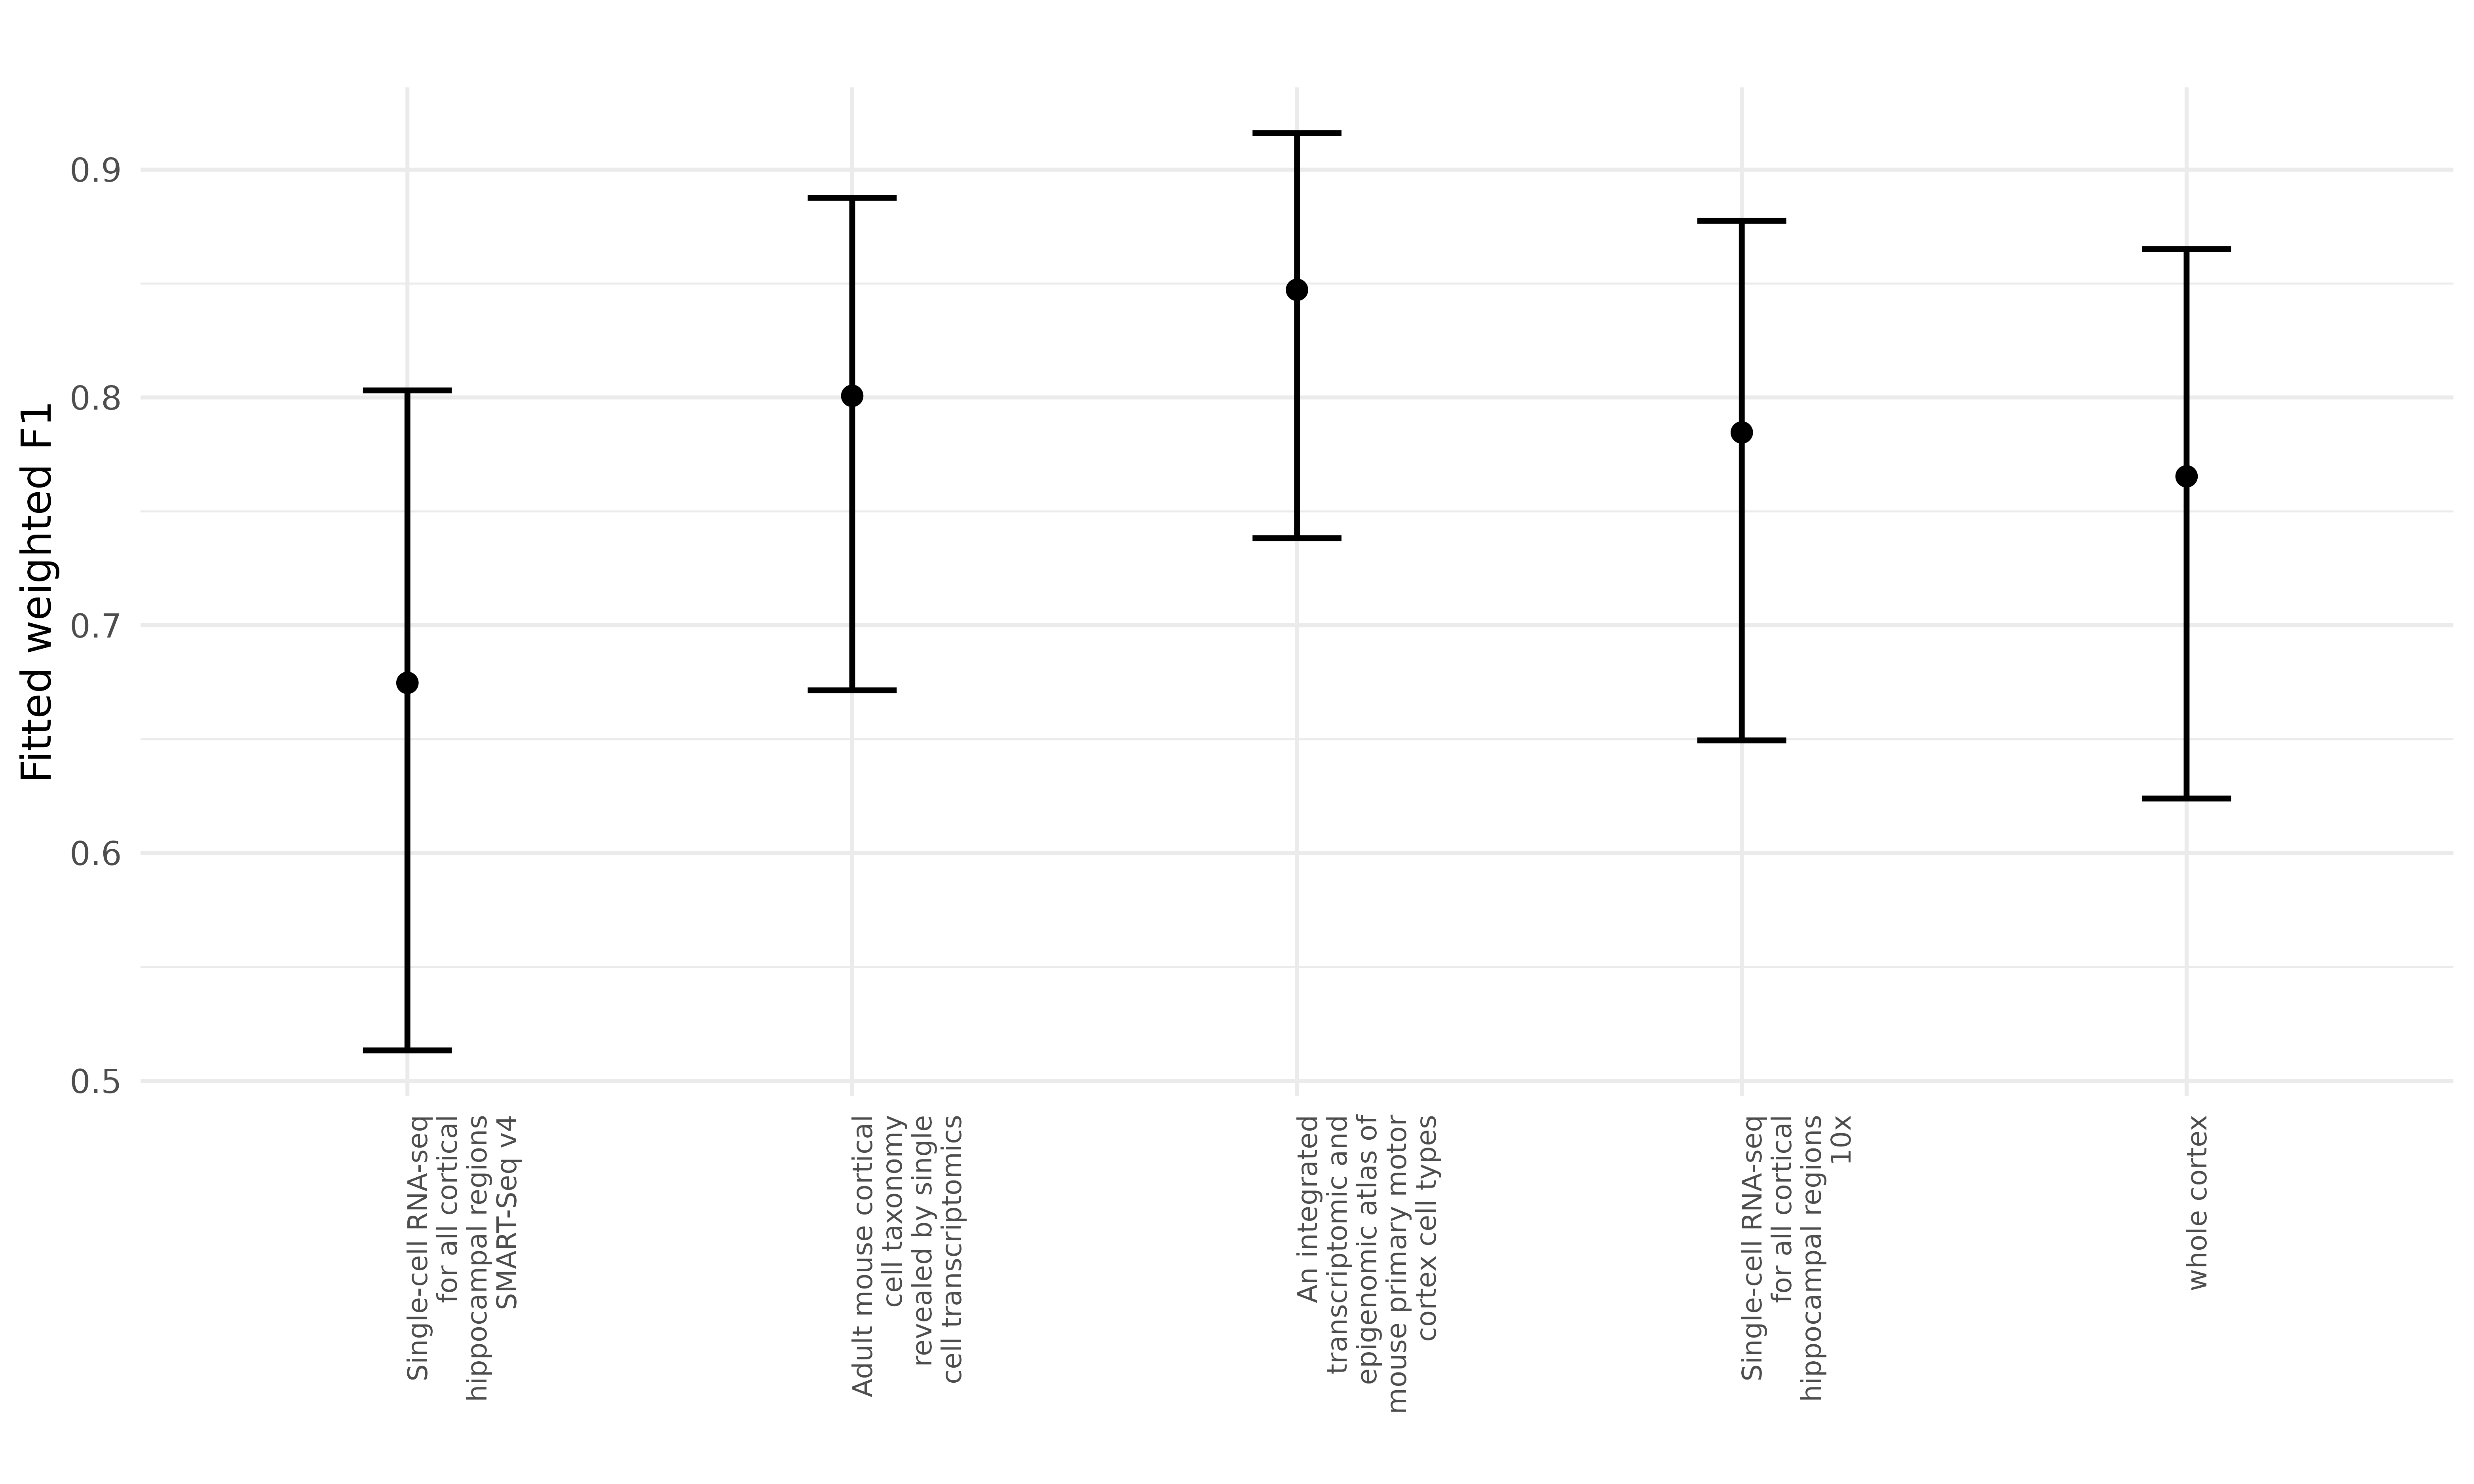 Fitted weighted F1
0.9
0.8
0.7
0.6
0.5
Single-cell RNA-seq
for all cortical
hippocampal regions
SMART-Seq v4
Adult mouse cortical
cell taxonomy
revealed by single
cell transcriptomics
An integrated
transcriptomic and
epigenomic atlas of
mouse primary motor
cortex cell types
Single-cell RNA-seq
for all cortical
hippocampal regions
10x
whole cortex